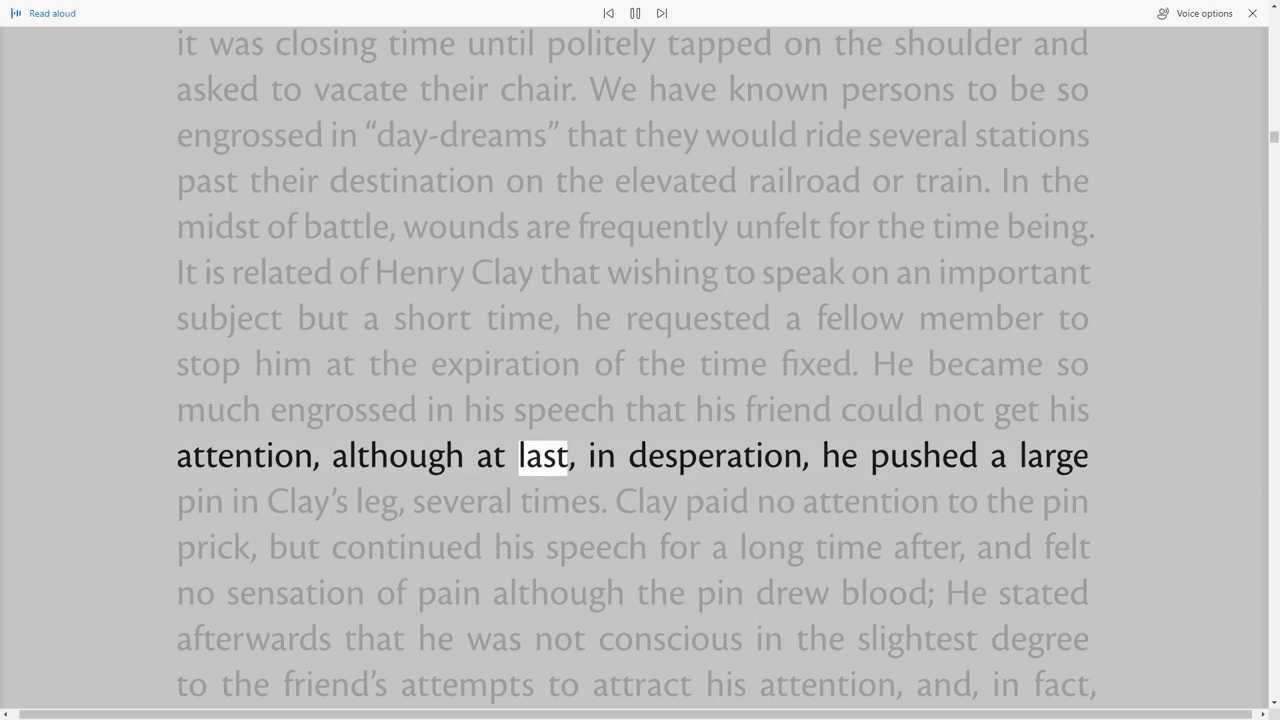 Read aloud
Voice options
it was closing time until politely tapped on the shoulder and
asked to vacate their chair. We have known persons to be so
engrossed in “day-dreams” that they would ride several stations
past their destination on the elevated railroad or train. In the
midst of battle, wounds are frequently unfelt for the time being.
It is related of Henry Clay that wishing to speak on an important
subject but a short time, he requested a fellow member to
stop him at the expiration of the time fixed. He became so
much engrossed in his speech that his friend could not get his
attention, although at last, in desperation, he pushed a large
pin in Clay’s leg, several times. Clay paid no attention to the pin
prick, but continued his speech for a long time after, and felt
no sensation of pain although the pin drew blood; He stated
afterwards that he was not conscious in the slightest degree
to the friend’s attempts to attract his attention, and, in fact,